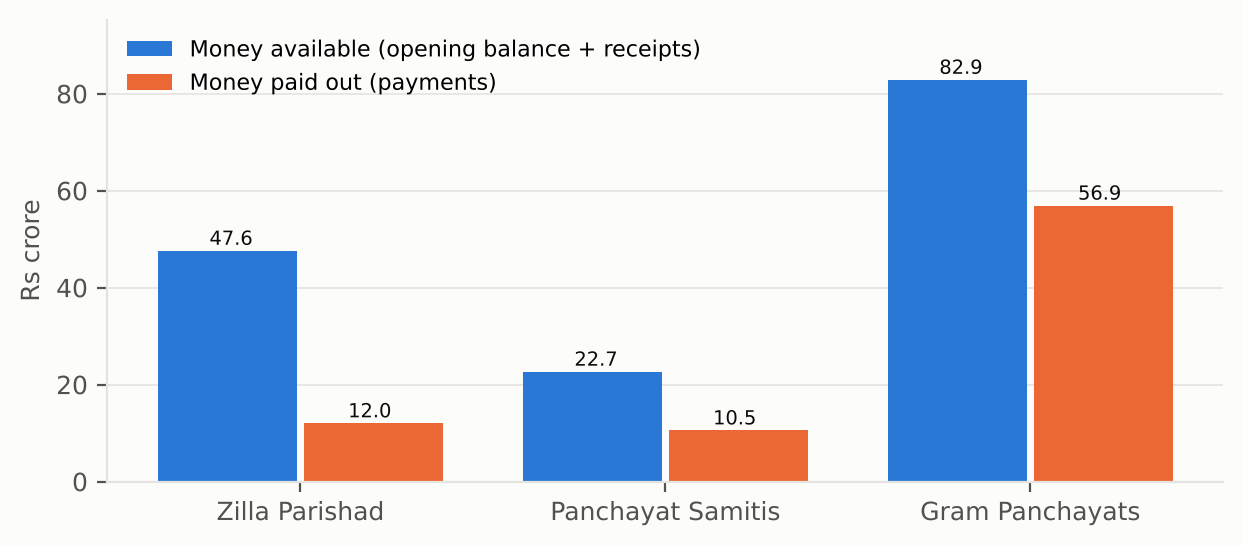 Money available (opening balance + receipts)
Money paid out (payments)
Rs crore
80
60
40
20
0
47.6
12.0
22.7
10.5
82.9
56.9
Zilla Parishad
Panchayat Samitis
Gram Panchayats